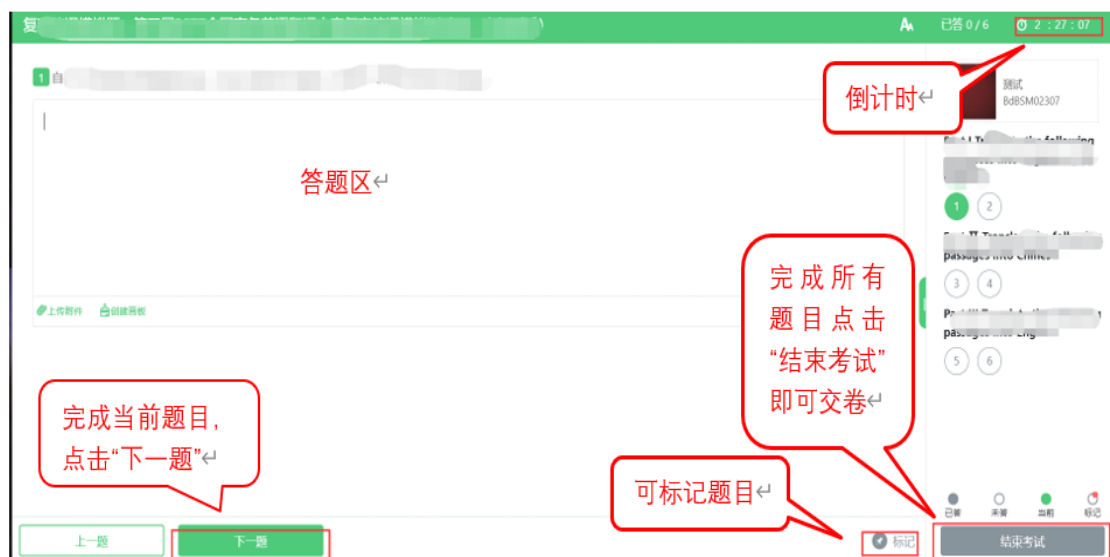 复
已答 0 / 6
2 : 27 : 07
1 自
倒计时
测试
BdBSM02307
答题区
1 2
passages into Chines
3 4
5 6
上传附件 创建画板
完成所有
题目点击
“结束考试”
即可交卷
完成当前题目,
点击“下一题”
可标记题目
已答 未答 当前 标记
上一题 下一题 标记 结束考试